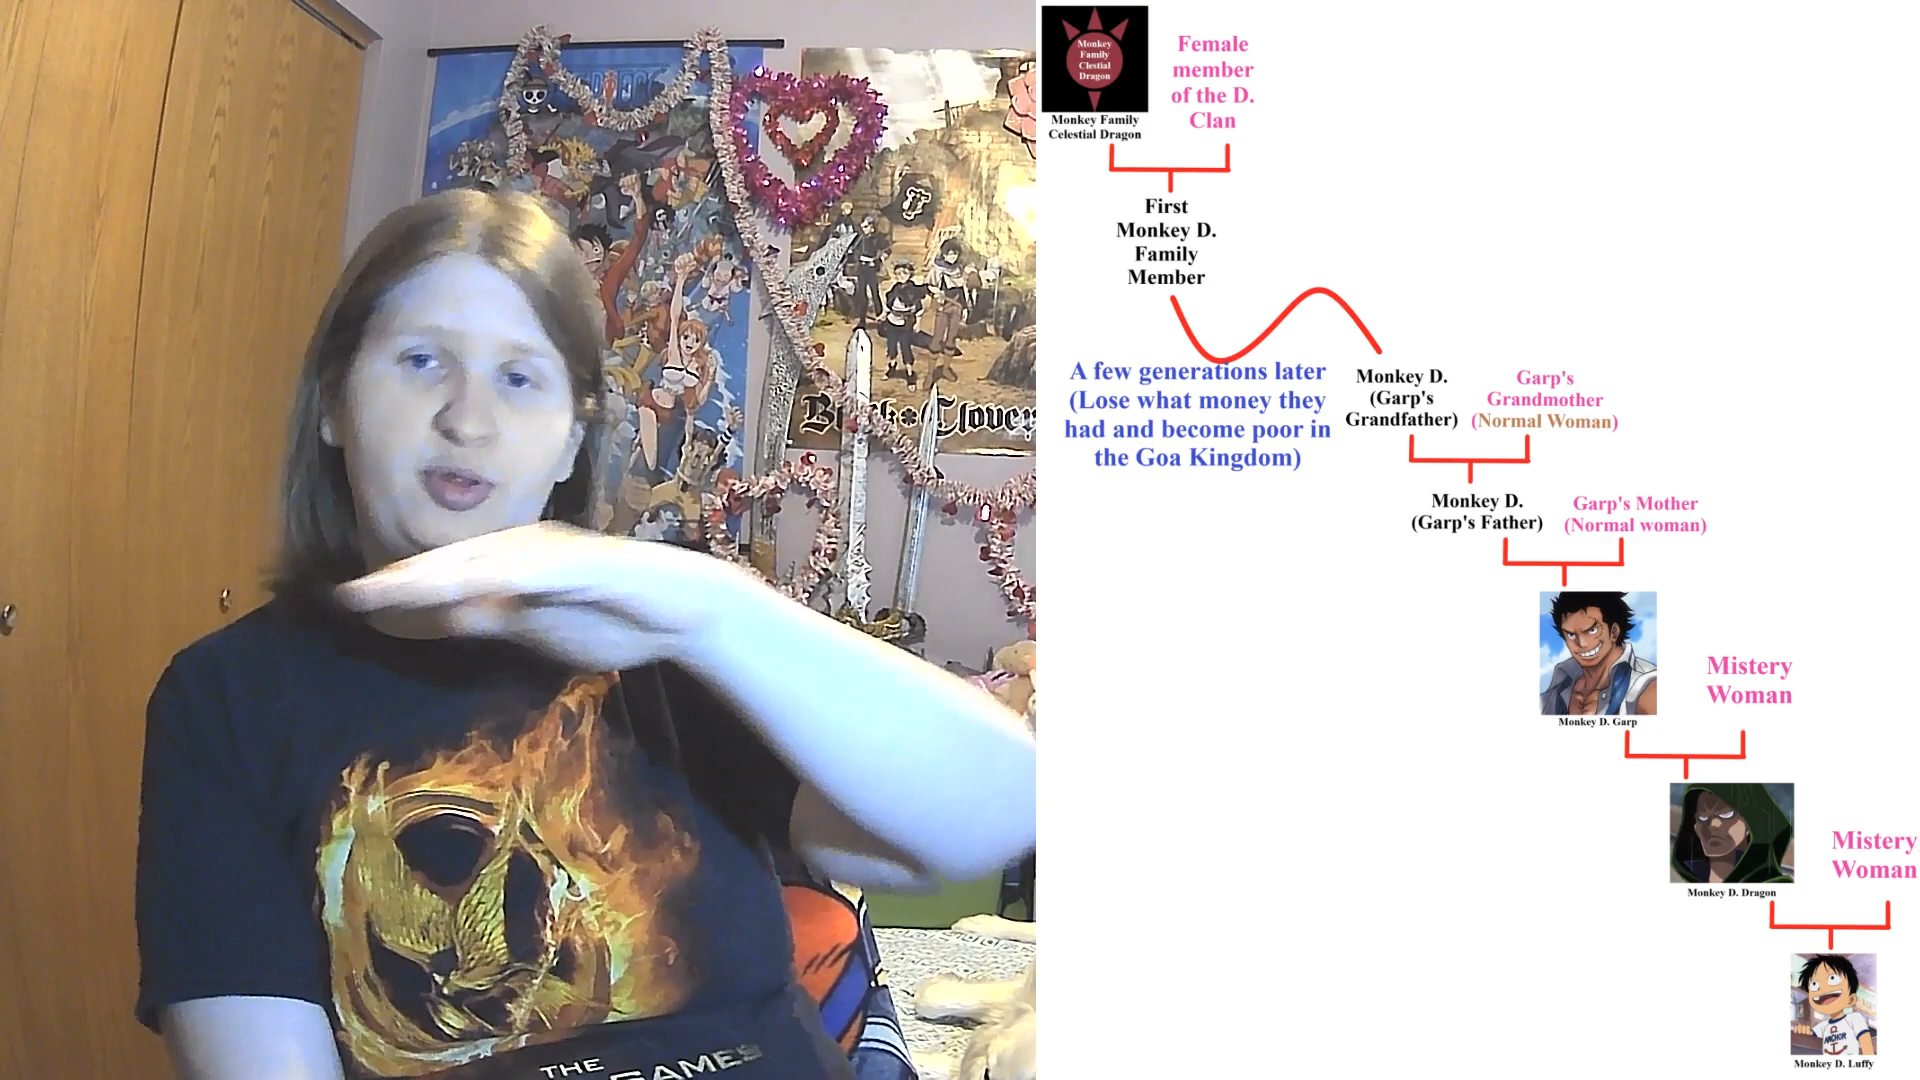 Monkey
Family
Clestial
Dragon
Monkey Family
Celestial Dragon
Female
member
of the D.
Clan
First
Monkey D.
Family
Member
A few generations later
(Lose what money they
had and become poor in
the Goa Kingdom)
Monkey D.
(Garp's
Grandfather)
Garp's
Grandmother
(Normal Woman)
Monkey D.
(Garp's Father)
Garp's Mother
(Normal woman)
Monkey D. Garp
Mistery
Woman
Monkey D. Dragon
Mistery
Woman
ANCHOR
Monkey D. Luffy
Clover
THE
GAMES